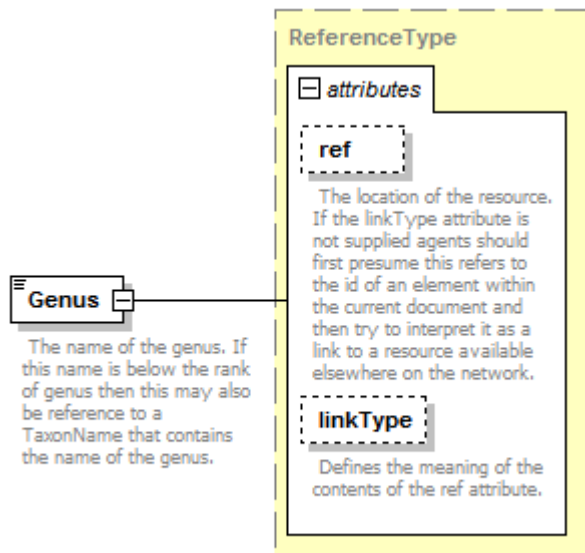 ReferenceType
attributes
ref
The location of the resource.
If the linkType attribute is
not supplied agents should
first presume this refers to
the id of an element within
the current document and
then try to interpret it as a
link to a resource available
elsewhere on the network.
linkType
Defines the meaning of the
contents of the ref attribute.
Genus
The name of the genus. If
this name is below the rank
of genus then this may also
be reference to a
TaxonName that contains
the name of the genus.